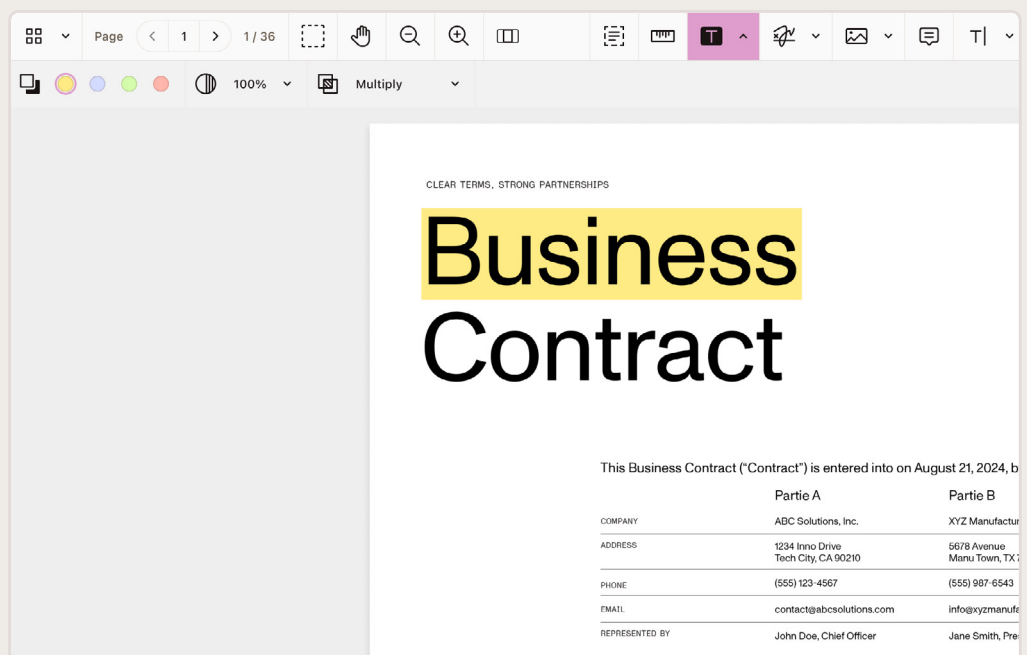 Page 1 1 / 36 T T
100% Multiply
CLEAR TERMS, STRONG PARTNERSHIPS
Business
Contract
This Business Contract (“Contract”) is entered into on August 21, 2024, b
Partie A Partie B
COMPANY ABC Solutions, Inc. XYZ Manufactur
ADDRESS 1234 Inno Drive 5678 Avenue
Tech City, CA 90210 Manu Town, TX
PHONE (555) 123-4567 (555) 987-6543
EMAIL contact@abcsolutions.com info@xyzmanufa
REPRESENTED BY John Doe, Chief Officer Jane Smith, Pre